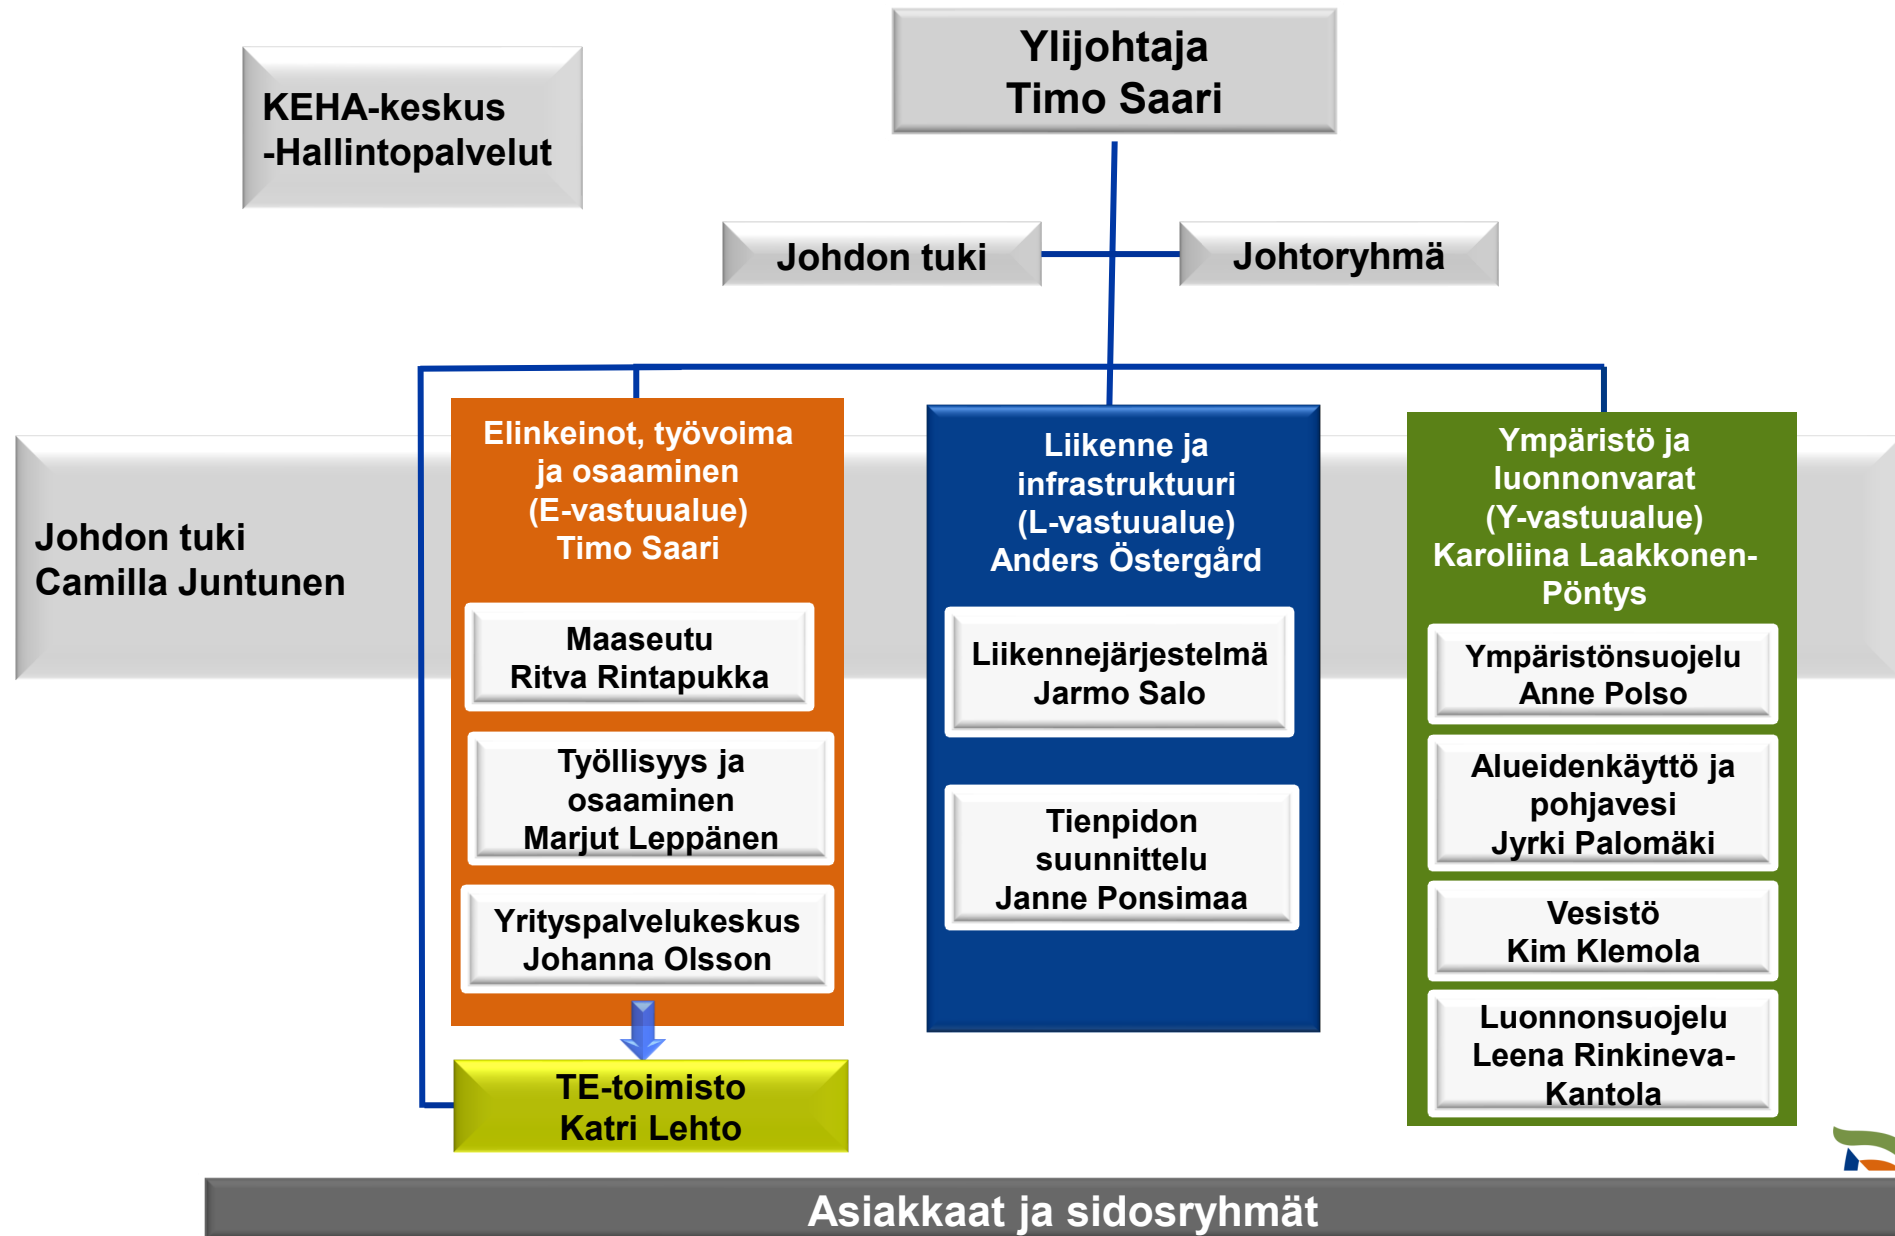 KEHA-keskus
-Hallintopalvelut
Ylijohtaja
Timo Saari
Johdon tuki
Johtoryhmä
Johdon tuki
Camilla Juntunen
Elinkeinot, työvoima
ja osaaminen
(E-vastuualue)
Timo Saari
Maaseutu
Ritva Rintapukka
Työllisyys ja
osaaminen
Marjut Leppänen
Yrityspalvelukeskus
Johanna Olsson
TE-toimisto
Katri Lehto
Liikenne ja
infrastruktuuri
(L-vastuualue)
Anders Östergård
Liikennejärjestelmä
Jarmo Salo
Tienpidon
suunnittelu
Janne Ponsimaa
Ympäristö ja
luonnonvarat
(Y-vastuualue)
Karoliina Laakkonen-
Pöntys
Ympäristönsuojelu
Anne Polso
Alueidenkäyttö ja
pohjavesi
Jyrki Palomäki
Vesistö
Kim Klemola
Luonnonsuojelu
Leena Rinkineva-
Kantola
Asiakkaat ja sidosryhmät